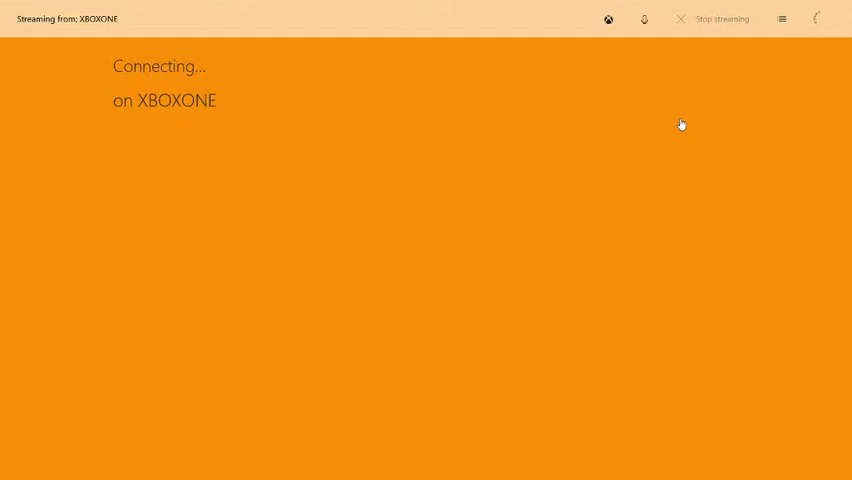 Streaming from: XBOXONE
Stop streaming
Connecting...
on XBOXONE